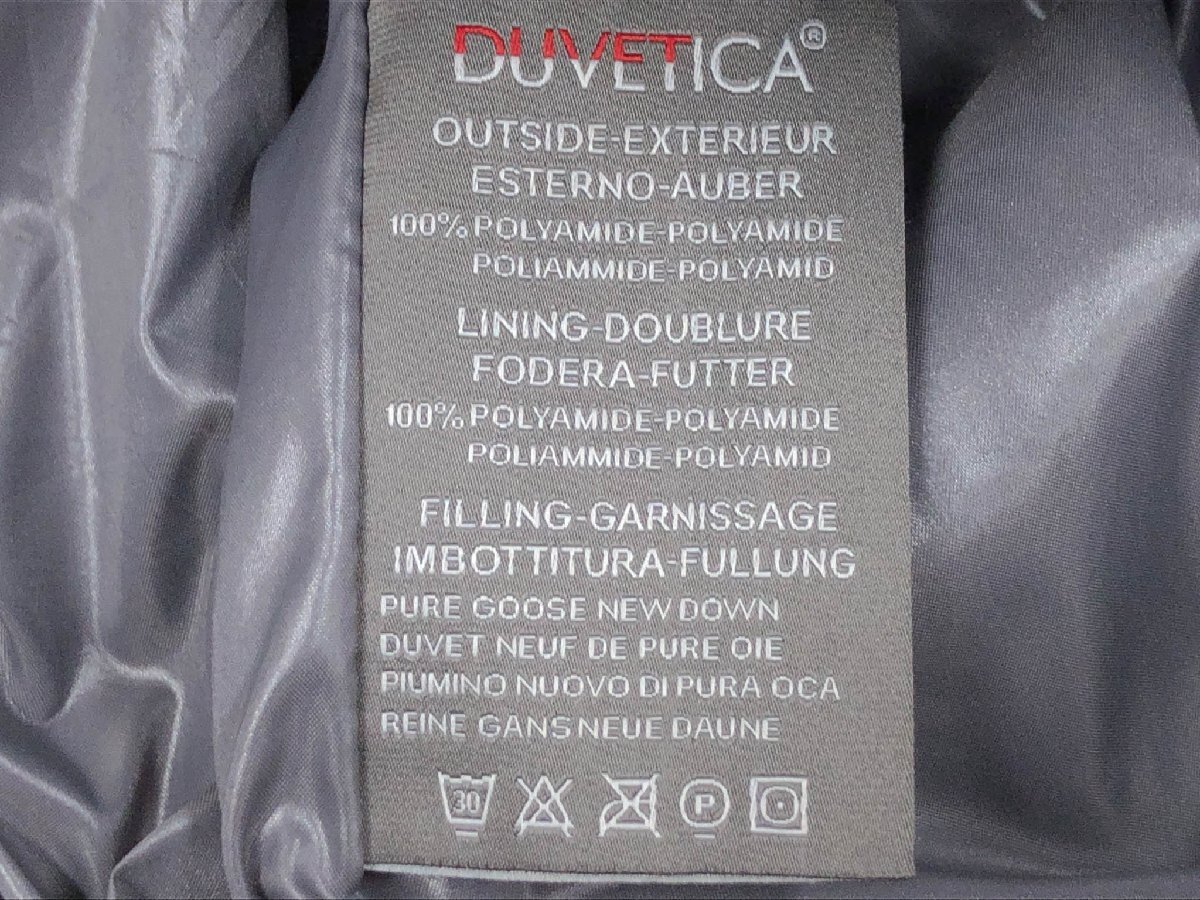 DUVETICA®
OUTSIDE-EXTERIEUR
ESTERNO-AUBER
100% POLYAMIDE-POLYAMIDE
POLIAMMIDE-POLYAMID
LINING-DOUBLURE
FODERA-FUTTER
100% POLYAMIDE-POLYAMIDE
POLIAMMIDE-POLYAMID
FILLING-GARNISSAGE
IMBOTTITURA-FULLUNG
PURE GOOSE NEW DOWN
DUVET NEUF DE PURE OIE
PIUMINO NUOVO DI PURA OCA
REINE GANS NEUE DAUNE
30 P